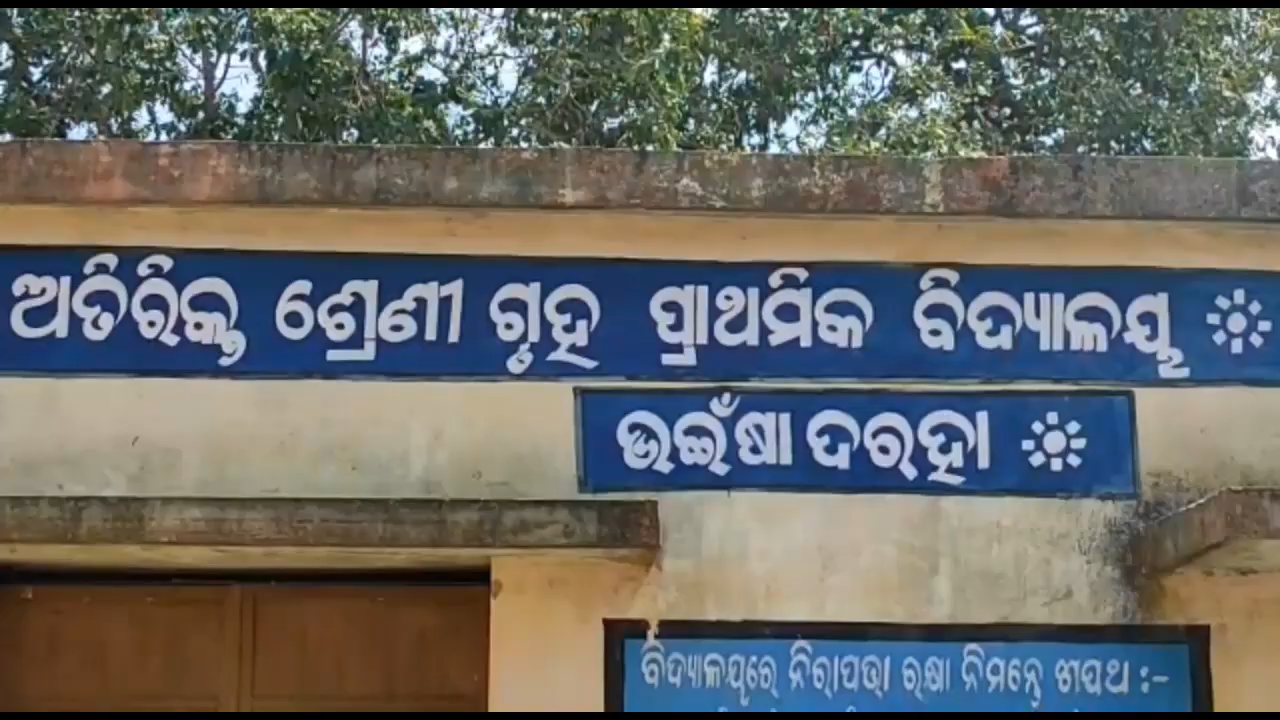 ଅତିରିକ୍ତ ଶ୍ରେଣୀ ଗୃହ ପ୍ରାଥମିକ ବିଦ୍ୟାଳୟ
ଭଇଁଷା ଦରହା
ବିଦ୍ୟାଳୟରେ ନିରାପତ୍ତା ରକ୍ଷା ନିମନ୍ତେ ଶପଥ :-